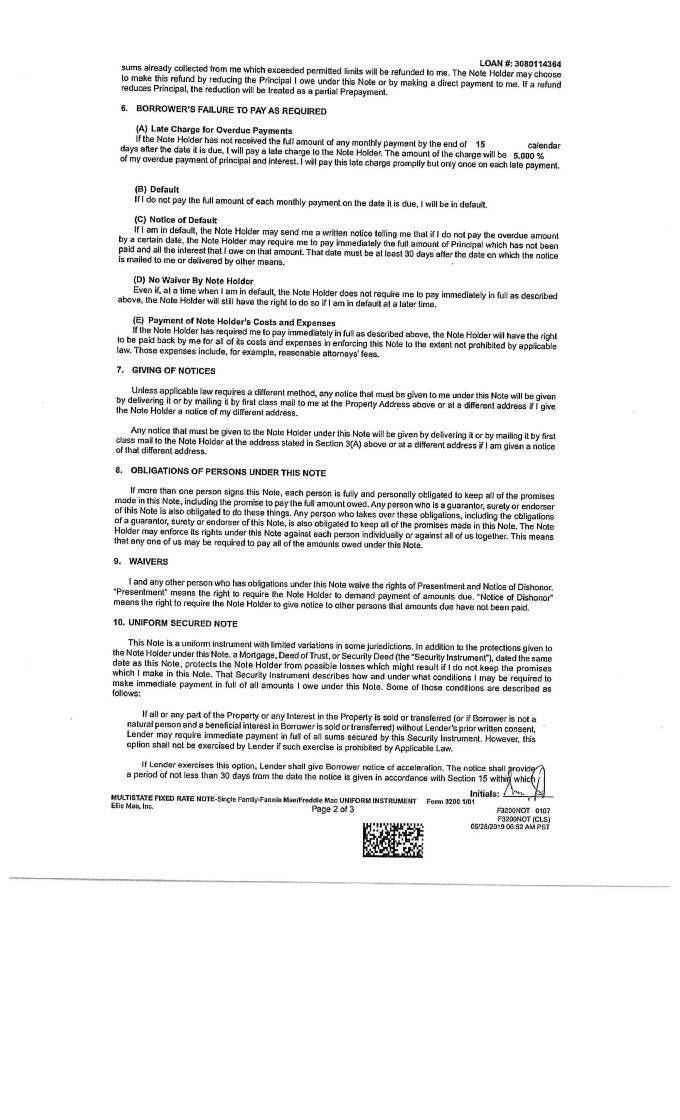 LOAN #: 3080114364
sums already collected from me which exceeded permitted limits will be refunded to me. The Note Holder may choose
to make this refund by reducing the Principal I owe under this Note or by making a direct payment to me. If a refund
reduces Principal, the reduction will be treated as a partial Prepayment.
6. BORROWER'S FAILURE TO PAY AS REQUIRED
(A) Late Charge for Overdue Payments
If the Note Holder has not received the full amount of any monthly payment by the end of 15 calendar
days after the date it is due, I will pay a late charge to the Note Holder. The amount of the charge will be 5.000 %
of my overdue payment of principal and interest. I will pay this late charge promptly but only once on each late payment.
(B) Default
If I do not pay the full amount of each monthly payment on the date it is due, I will be in default.
(C) Notice of Default
If I am in default, the Note Holder may send me a written notice telling me that if I do not pay the overdue amount
by a certain date, the Note Holder may require me to pay immediately the full amount of Principal which has not been
paid and all the interest that I owe on that amount. That date must be at least 30 days after the date on which the notice
is mailed to me or delivered by other means.
(D) No Waiver By Note Holder
Even if, at a time when I am in default, the Note Holder does not require me to pay immediately in full as described
above, the Note Holder will still have the right to do so if I am in default at a later time.
(E) Payment of Note Holder's Costs and Expenses
If the Note Holder has required me to pay immediately in full as described above, the Note Holder will have the right
to be paid back by me for all of its costs and expenses in enforcing this Note to the extent not prohibited by applicable
law. Those expenses include, for example, reasonable attorneys' fees.
7. GIVING OF NOTICES
Unless applicable law requires a different method, any notice that must be given to me under this Note will be given
by delivering it or by mailing it by first class mail to me at the Property Address above or at a different address if I give
the Note Holder a notice of my different address.
Any notice that must be given to the Note Holder under this Note will be given by delivering it or by mailing it by first
class mail to the Note Holder at the address stated in Section 3(A) above or at a different address if I am given a notice
of that different address.
8. OBLIGATIONS OF PERSONS UNDER THIS NOTE
If more than one person signs this Note, each person is fully and personally obligated to keep all of the promises
made in this Note, including the promise to pay the full amount owed. Any person who is a guarantor, surety or endorser
of this Note is also obligated to do these things. Any person who takes over these obligations, including the obligations
of a guarantor, surety or endorser of this Note, is also obligated to keep all of the promises made in this Note. The Note
Holder may enforce its rights under this Note against each person individually or against all of us together. This means
that any one of us may be required to pay all of the amounts owed under this Note.
9. WAIVERS
I and any other person who has obligations under this Note waive the rights of Presentment and Notice of Dishonor.
"Presentment" means the right to require the Note Holder to demand payment of amounts due. "Notice of Dishonor"
means the right to require the Note Holder to give notice to other persons that amounts due have not been paid.
10. UNIFORM SECURED NOTE
This Note is a uniform instrument with limited variations in some jurisdictions. In addition to the protections given to
the Note Holder under this Note, a Mortgage, Deed of Trust, or Security Deed (the "Security Instrument"), dated the same
date as this Note, protects the Note Holder from possible losses which might result if I do not keep the promises
which I make in this Note. That Security Instrument describes how and under what conditions I may be required to
make immediate payment in full of all amounts I owe under this Note. Some of those conditions are described as
follows:
If all or any part of the Property or any Interest in the Property is sold or transferred (or if Borrower is not a
natural person and a beneficial interest in Borrower is sold or transferred) without Lender's prior written consent,
Lender may require immediate payment in full of all sums secured by this Security Instrument. However, this
option shall not be exercised by Lender if such exercise is prohibited by Applicable Law.
If Lender exercises this option, Lender shall give Borrower notice of acceleration. The notice shall provide
a period of not less than 30 days from the date the notice is given in accordance with Section 15 within which
Initials:
MULTISTATE FIXED RATE NOTE-Single Family-Fannie Mae/Freddie Mac UNIFORM INSTRUMENT Form 3200 1/01
Ellie Mae, Inc.
Page 2 of 3
F3200NOT 0107
F3200NOT (CLS)
06/28/2019 06:52 AM PST